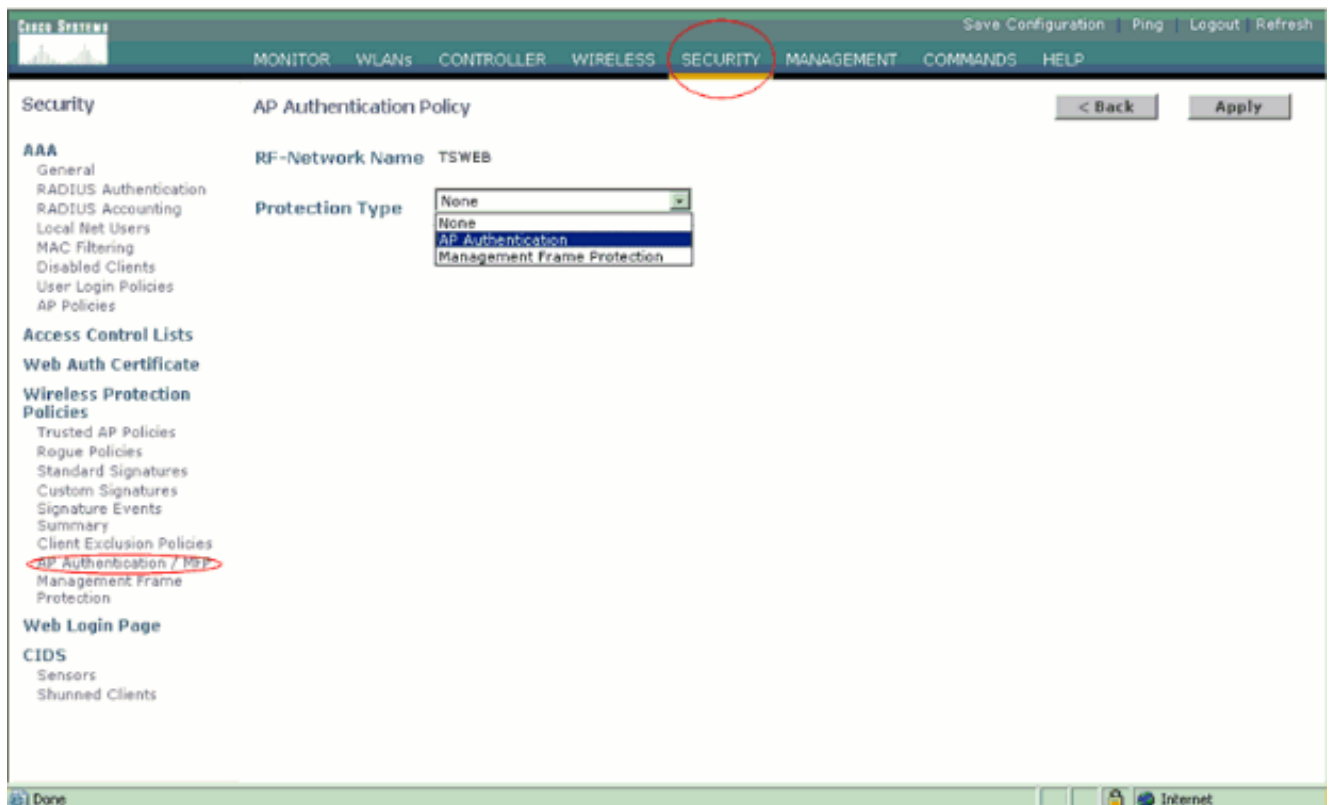 CISCO SYSTEMS
Save Configuration | Ping | Logout | Refresh
MONITOR WLANs CONTROLLER WIRELESS SECURITY MANAGEMENT COMMANDS HELP
Security
AAA
General
RADIUS Authentication
RADIUS Accounting
Local Net Users
MAC Filtering
Disabled Clients
User Login Policies
AP Policies
Access Control Lists
Web Auth Certificate
Wireless Protection
Policies
Trusted AP Policies
Rogue Policies
Standard Signatures
Custom Signatures
Signature Events
Summary
Client Exclusion Policies
AP Authentication / MFP
Management Frame
Protection
Web Login Page
CIDS
Sensors
Shunned Clients
AP Authentication Policy
< Back
Apply
RF-Network Name TSWEB
Protection Type
None
None
AP Authentication
Management Frame Protection
Done
Internet